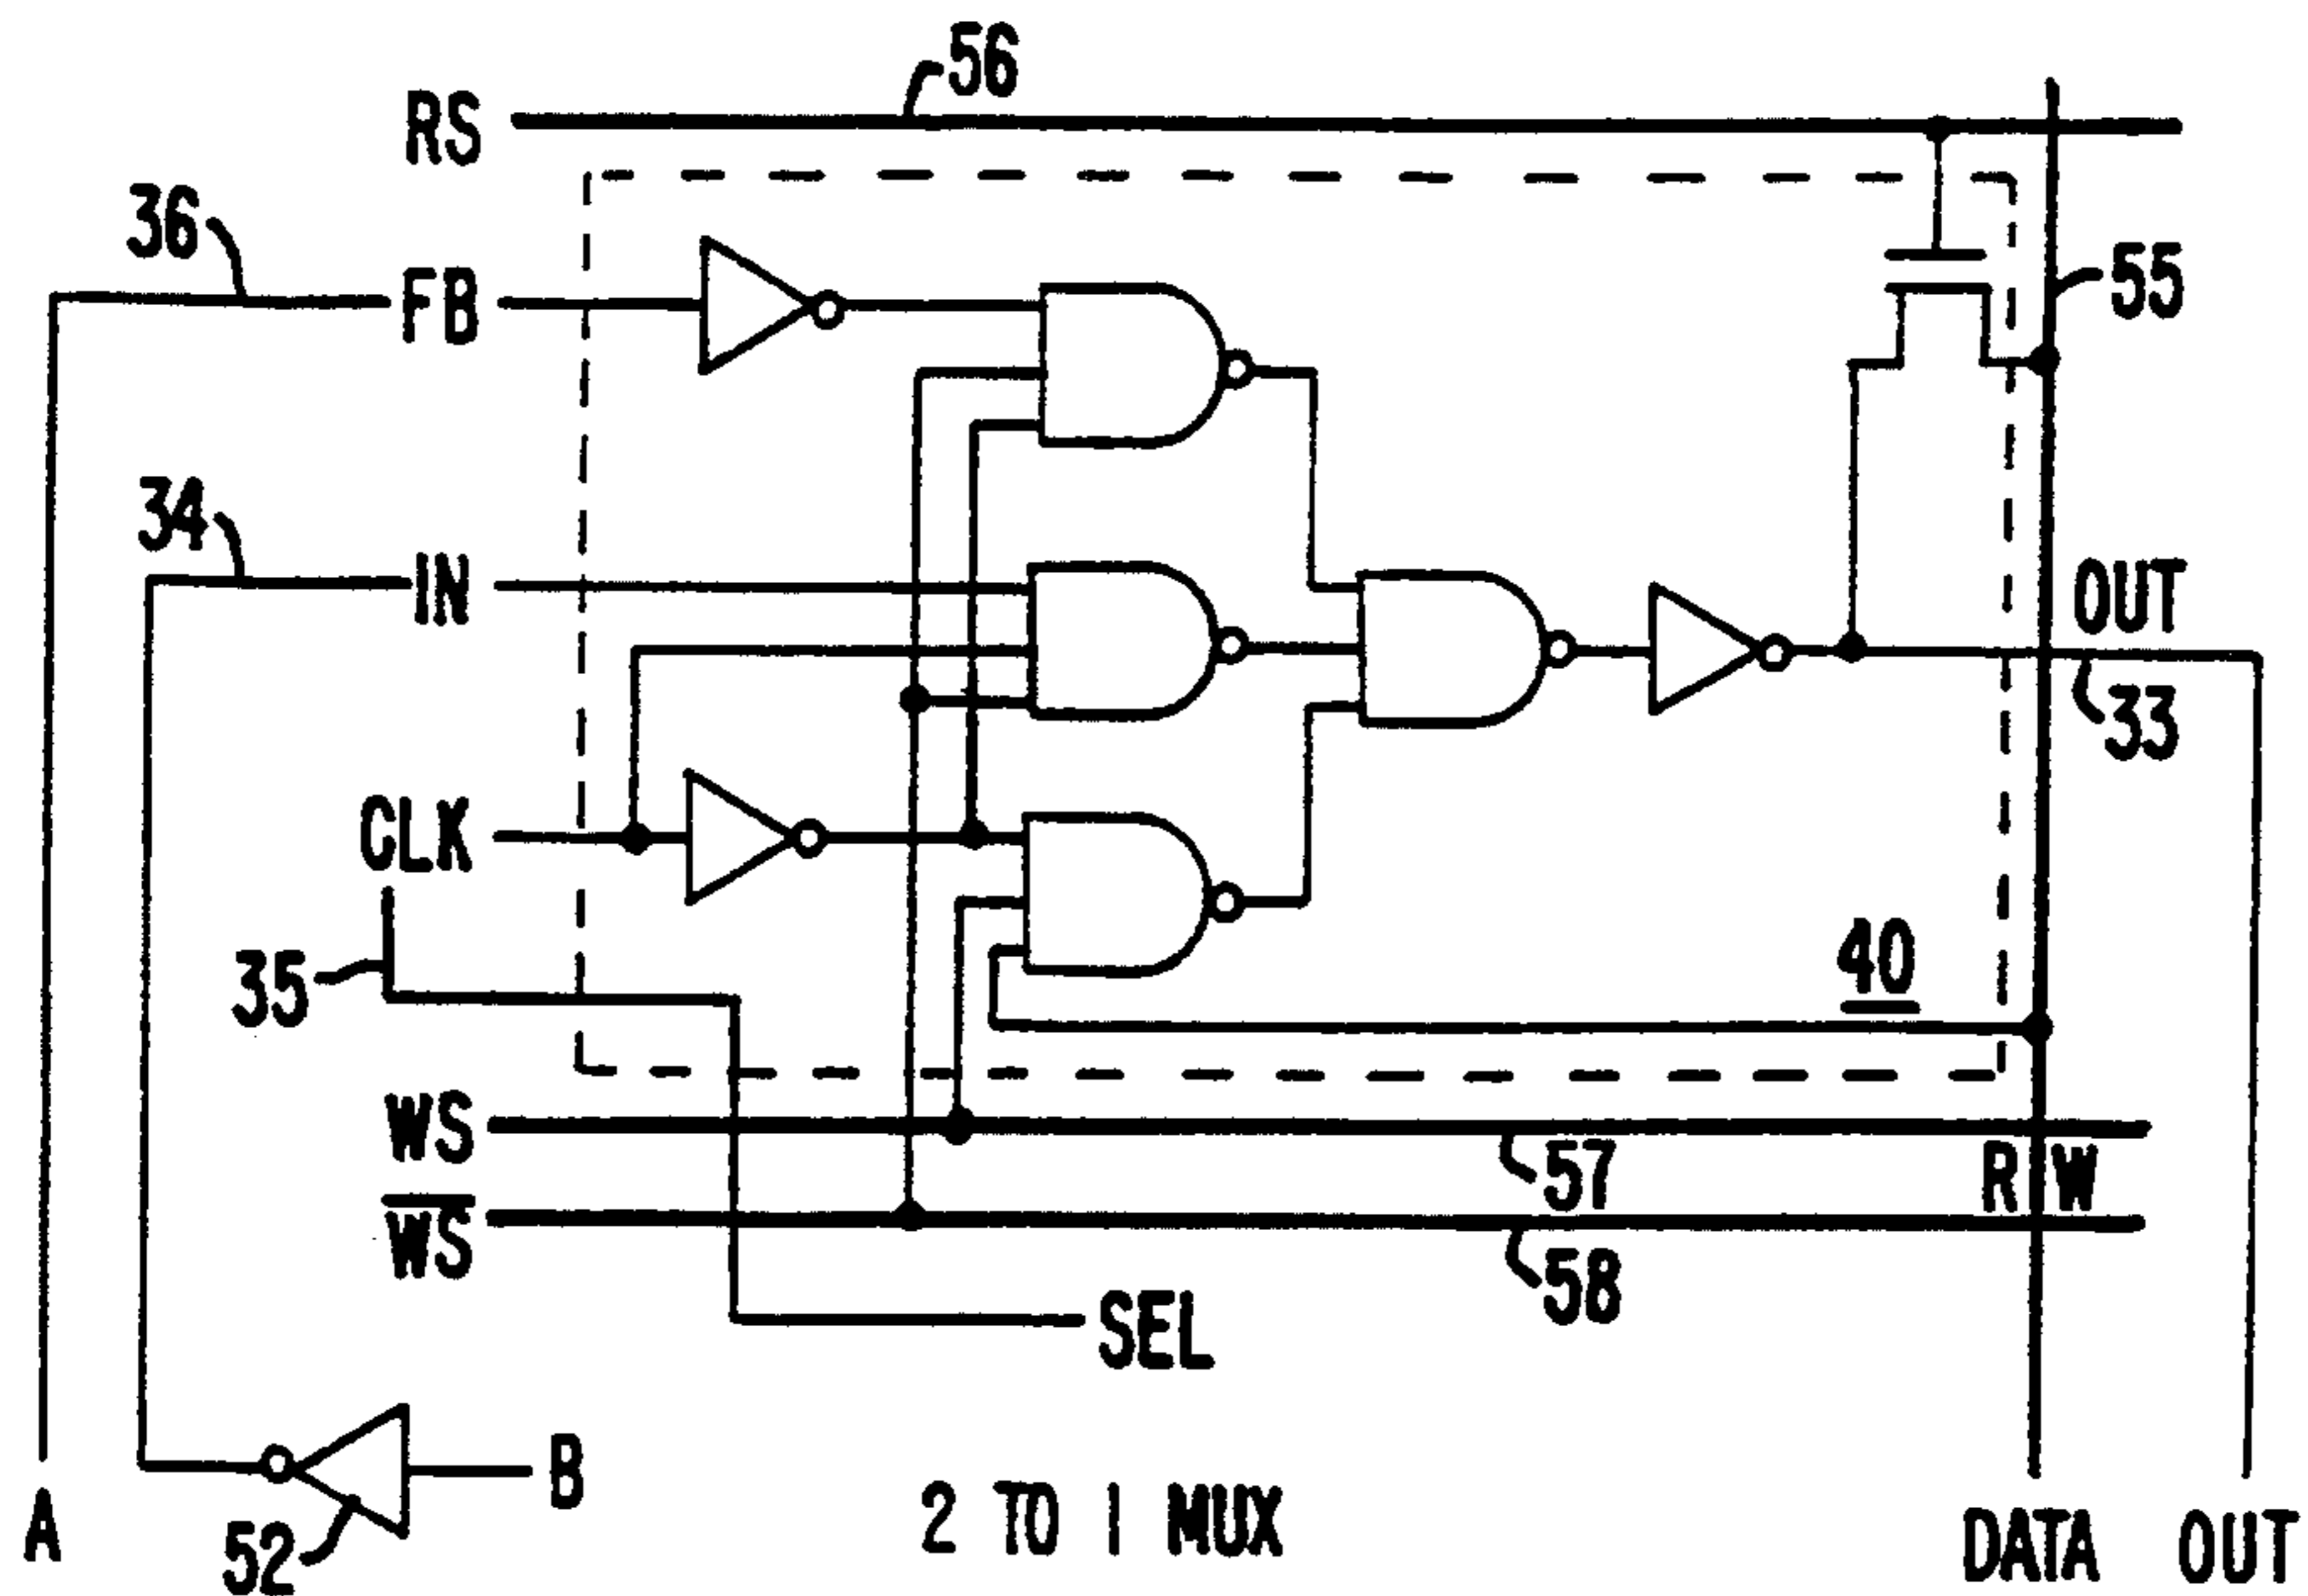 56
RS
36
FB
55
34
IN
OUT
33
CLK
40
35
WS
57
R W
W̅S̅
58
SEL
B
52
A
2 TO 1 MUX
DATA OUT